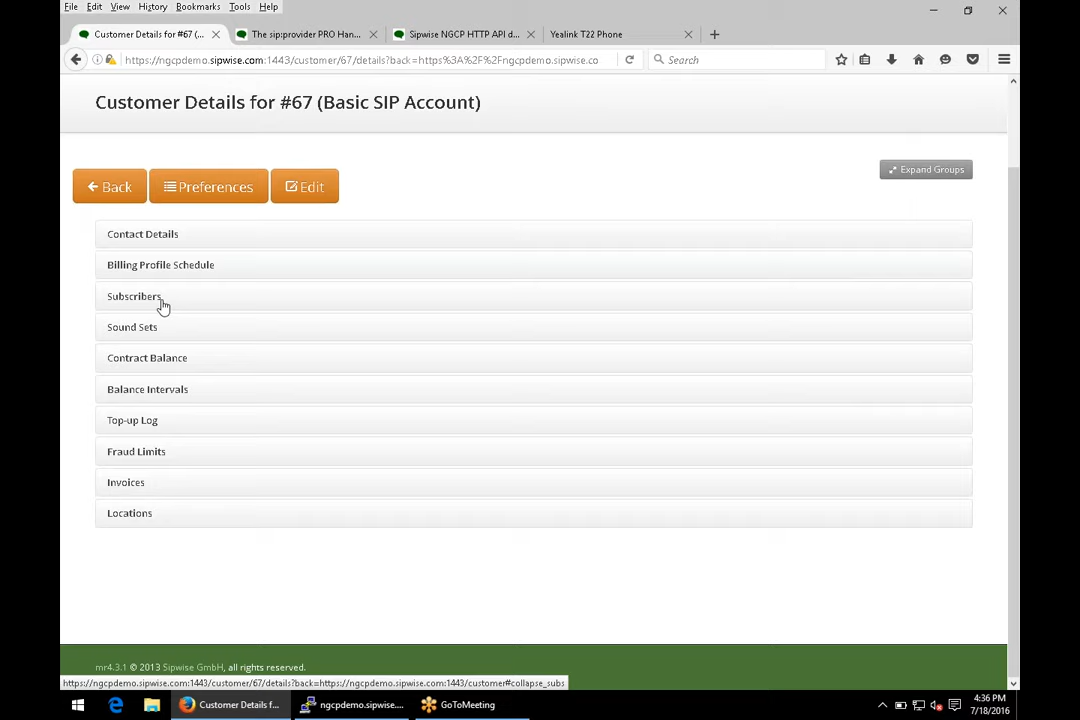 File Edit View History Bookmarks Tools Help
Customer Details for #67 (... The sip:provider PRO Han... Sipwise NGCP HTTP API d... Yealink T22 Phone
https://ngcpdemo.sipwise.com:1443/customer/67/details?back=https%3A%2F%2Fngcpdemo.sipwise.co Search
Customer Details for #67 (Basic SIP Account)
Expand Groups
Back Preferences Edit
Contact Details
Billing Profile Schedule
Subscribers
Sound Sets
Contract Balance
Balance Intervals
Top-up Log
Fraud Limits
Invoices
Locations
mr4.3.1 © 2013 Sipwise GmbH, all rights reserved.
https://ngcpdemo.sipwise.com:1443/customer/67/details?back=https://ngcpdemo.sipwise.com:1443/customer#collapse_subs
Customer Details f... ngcpdemo.sipwise.... GoToMeeting
4:36 PM
7/18/2016